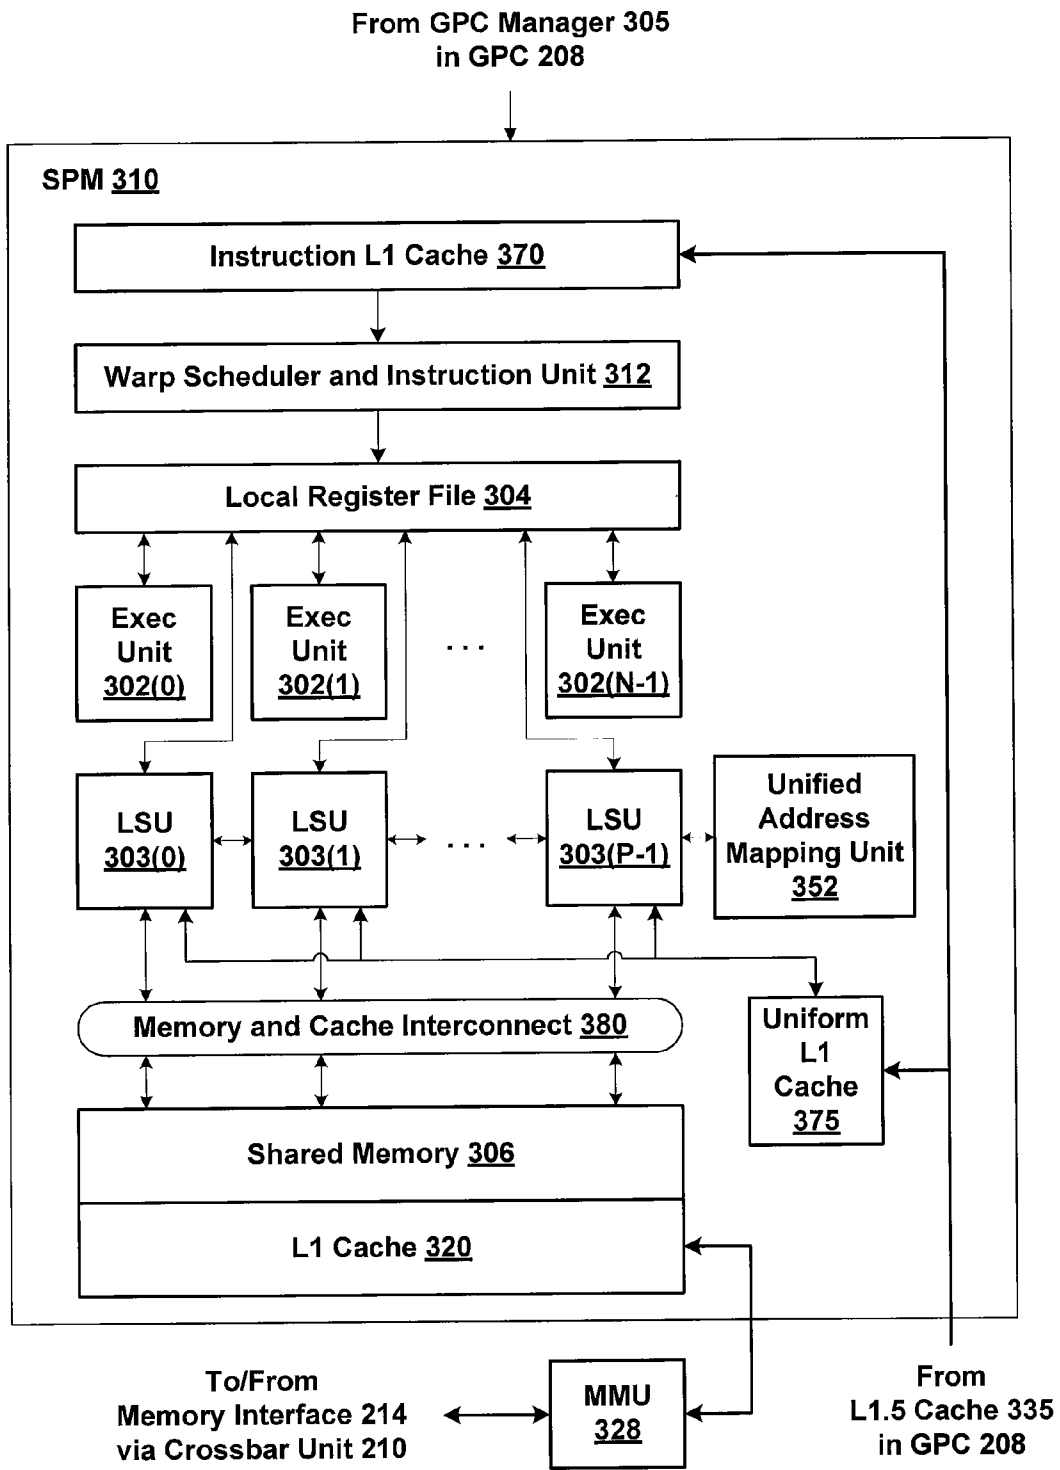 From GPC Manager 305
in GPC 208
SPM 310
Instruction L1 Cache 370
Warp Scheduler and Instruction Unit 312
Local Register File 304
Exec
Unit
302(0)
Exec
Unit
302(1)
. . .
Exec
Unit
302(N-1)
LSU
303(0)
LSU
303(1)
. . .
LSU
303(P-1)
Unified
Address
Mapping Unit
352
Memory and Cache Interconnect 380
Uniform
L1
Cache
375
Shared Memory 306
L1 Cache 320
To/From
Memory Interface 214
via Crossbar Unit 210
MMU
328
From
L1.5 Cache 335
in GPC 208